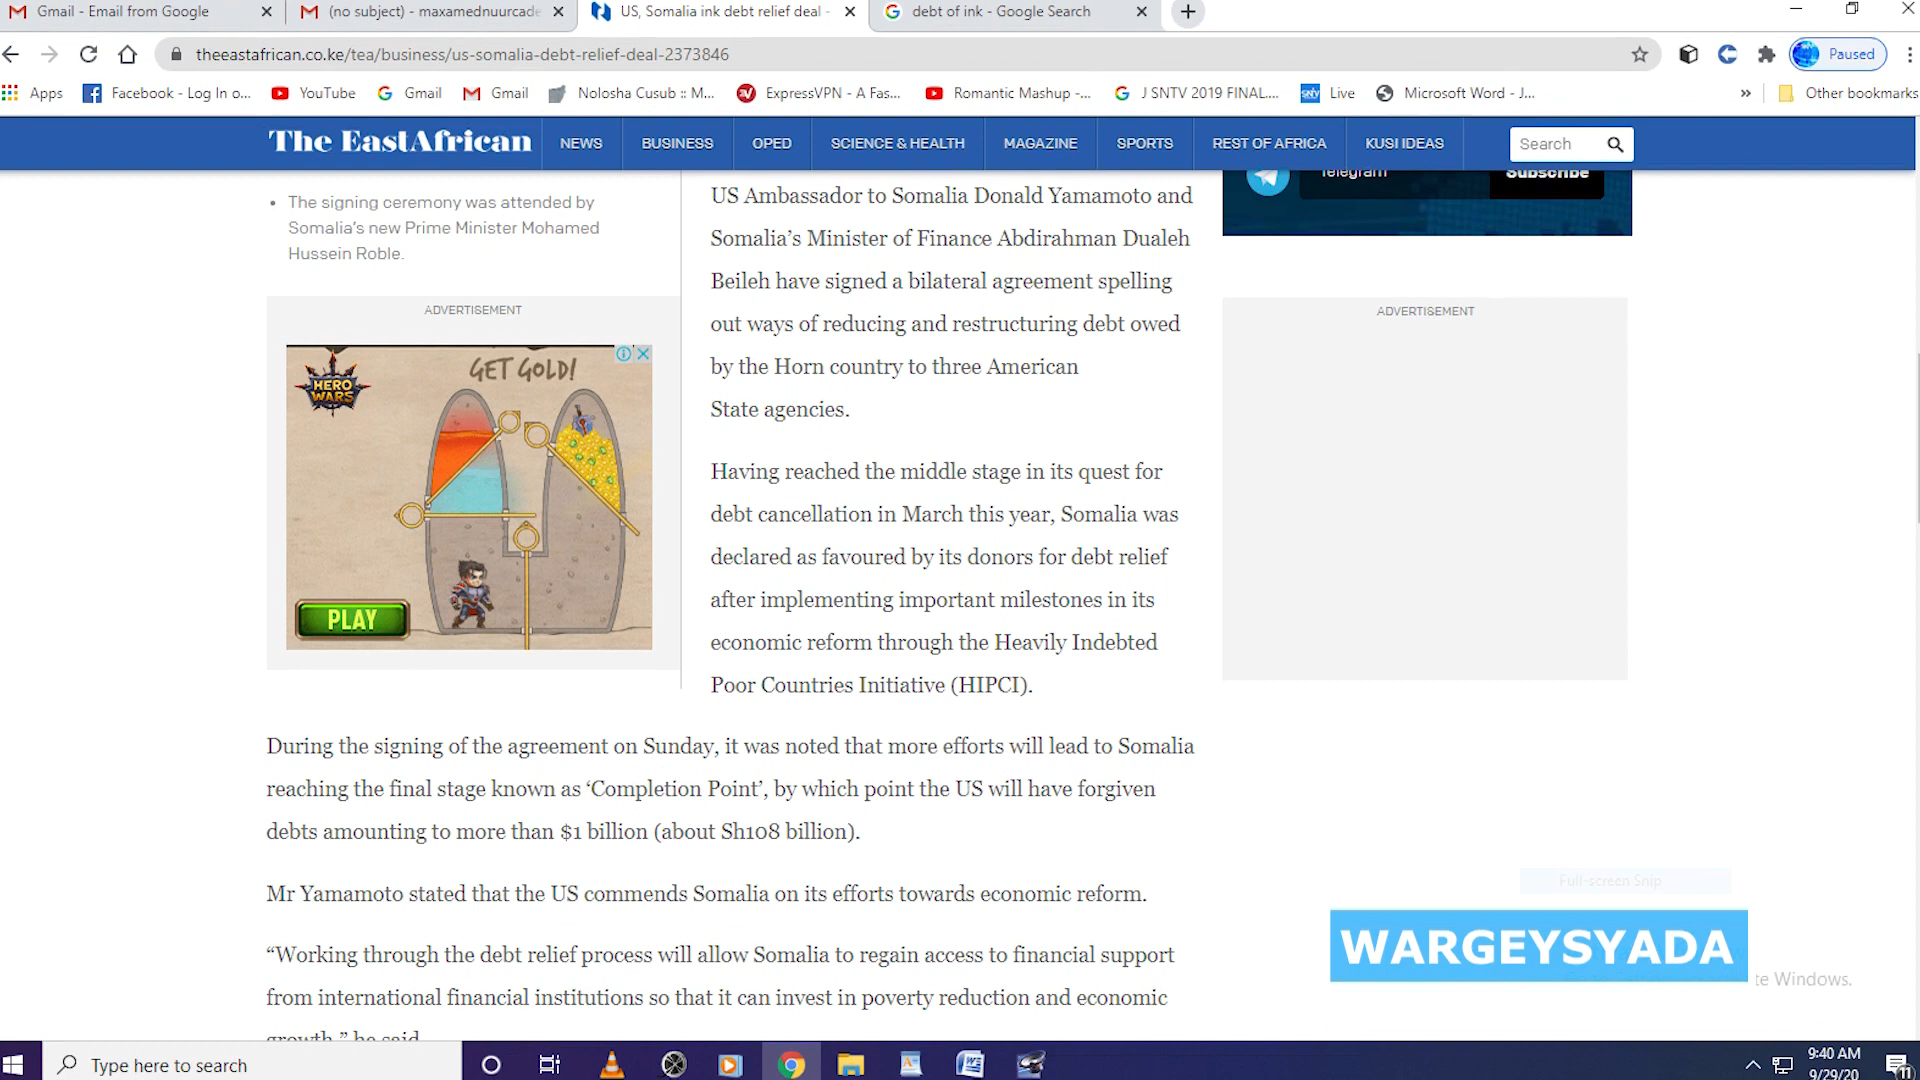 Gmail - Email from Google
(no subject) - maxamednuurcade
US, Somalia ink debt relief deal -
debt of ink - Google Search
theeastafrican.co.ke/tea/business/us-somalia-debt-relief-deal-2373846
Paused
Apps
Facebook - Log In o...
YouTube
Gmail
Gmail
Nolosha Cusub :: M...
ExpressVPN - A Fas...
Romantic Mashup -...
J SNTV 2019 FINAL....
Live
Microsoft Word - J...
»
Other bookmarks
The EastAfrican
NEWS
BUSINESS
OPED
SCIENCE & HEALTH
MAGAZINE
SPORTS
REST OF AFRICA
KUSI IDEAS
Search
Telegram
Subscribe
• The signing ceremony was attended by
Somalia's new Prime Minister Mohamed
Hussein Roble.
ADVERTISEMENT
HERO
WARS
GET GOLD!
PLAY
US Ambassador to Somalia Donald Yamamoto and
Somalia’s Minister of Finance Abdirahman Dualeh
Beileh have signed a bilateral agreement spelling
out ways of reducing and restructuring debt owed
by the Horn country to three American
State agencies.
Having reached the middle stage in its quest for
debt cancellation in March this year, Somalia was
declared as favoured by its donors for debt relief
after implementing important milestones in its
economic reform through the Heavily Indebted
Poor Countries Initiative (HIPCI).
ADVERTISEMENT
During the signing of the agreement on Sunday, it was noted that more efforts will lead to Somalia
reaching the final stage known as ‘Completion Point’, by which point the US will have forgiven
debts amounting to more than $1 billion (about Sh108 billion).
Mr Yamamoto stated that the US commends Somalia on its efforts towards economic reform.
“Working through the debt relief process will allow Somalia to regain access to financial support
from international financial institutions so that it can invest in poverty reduction and economic
growth,” he said
Full-screen Snip
WARGEYSYADA
te Windows.
Type here to search
9:40 AM
9/29/20
11